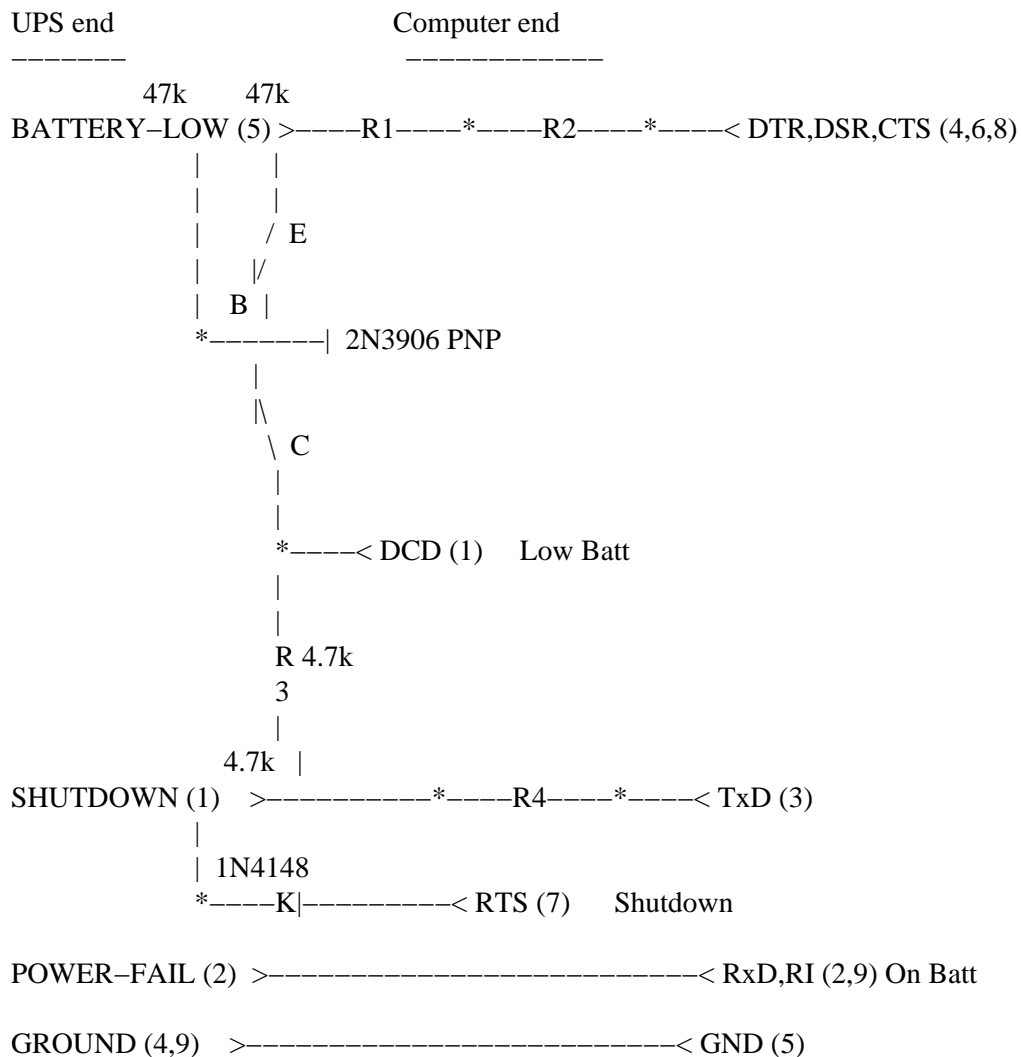 UPS end Computer end
−−−−−−− −−−−−−−−−−−−
47k 47k
BATTERY−LOW (5) >−−−−R1−−−−*−−−−R2−−−−*−−−−< DTR,DSR,CTS (4,6,8)
| |
| |
| / E
| |/
| B |
*−−−−−−−| 2N3906 PNP
|
|\
\ C
|
|
*−−−−< DCD (1) Low Batt
|
|
R 4.7k
3
|
4.7k |
SHUTDOWN (1) >−−−−−−−−−−*−−−−R4−−−−*−−−−< TxD (3)
|
| 1N4148
*−−−−K|−−−−−−−−−< RTS (7) Shutdown
POWER−FAIL (2) >−−−−−−−−−−−−−−−−−−−−−−−−−−< RxD,RI (2,9) On Batt
GROUND (4,9) >−−−−−−−−−−−−−−−−−−−−−−−−−−< GND (5)